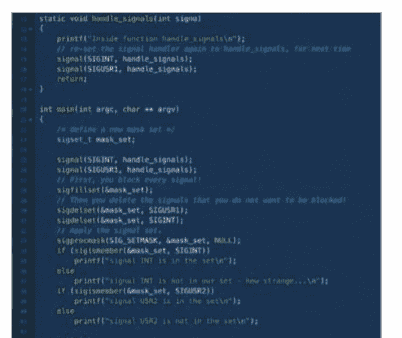 static void handle_signals(int signo)
{
printf("Inside function handle_signals\n");
// re-set the signal handler again to handle_signals, for next time
signal(SIGINT, handle_signals);
signal(SIGUSR1, handle_signals);
return;
}
int main(int argc, char ** argv)
{
/* define a new mask set */
sigset_t mask_set;
signal(SIGINT, handle_signals);
signal(SIGUSR1, handle_signals);
// First, you block every signal!
sigfillset(&mask_set);
// Then you delete the signals that you do not want to be blocked!
sigdelset(&mask_set, SIGUSR1);
sigdelset(&mask_set, SIGINT);
// Apply the signal set.
sigprocmask(SIG_SETMASK, &mask_set, NULL);
if (sigismember(&mask_set, SIGINT))
printf("signal INT is in the set\n");
else
printf("signal INT is not in our set - how strange...\n");
if (sigismember(&mask_set, SIGUSR2))
printf("signal USR2 is in the set\n");
else
printf("signal USR2 is not in the set\n");